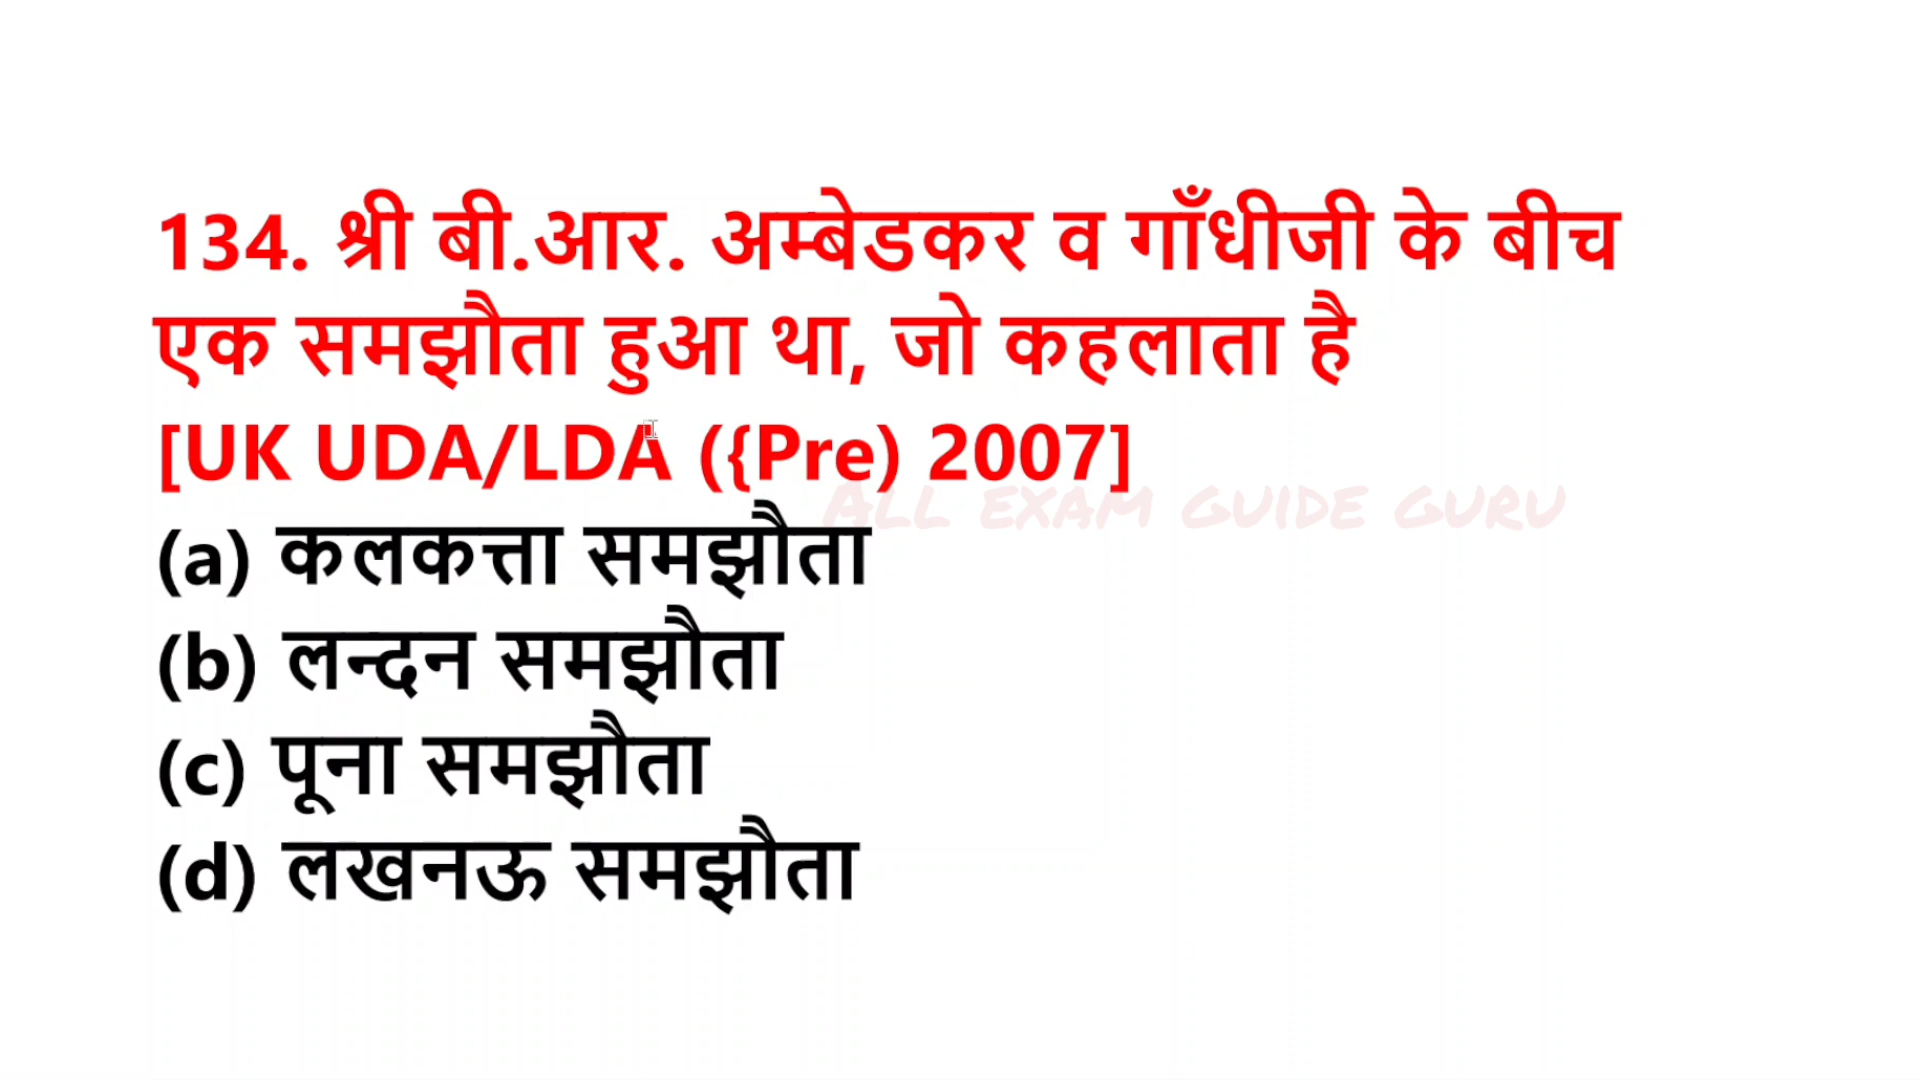 134. श्री बी.आर. अम्बेडकर व गाँधीजी के बीच
एक समझौता हुआ था, जो कहलाता है
[UK UDA/LDA ({Pre) 2007]
ALL EXAM GUIDE GURU
(a) कलकत्ता समझौता
(b) लन्दन समझौता
(c) पूना समझौता
(d) लखनऊ समझौता